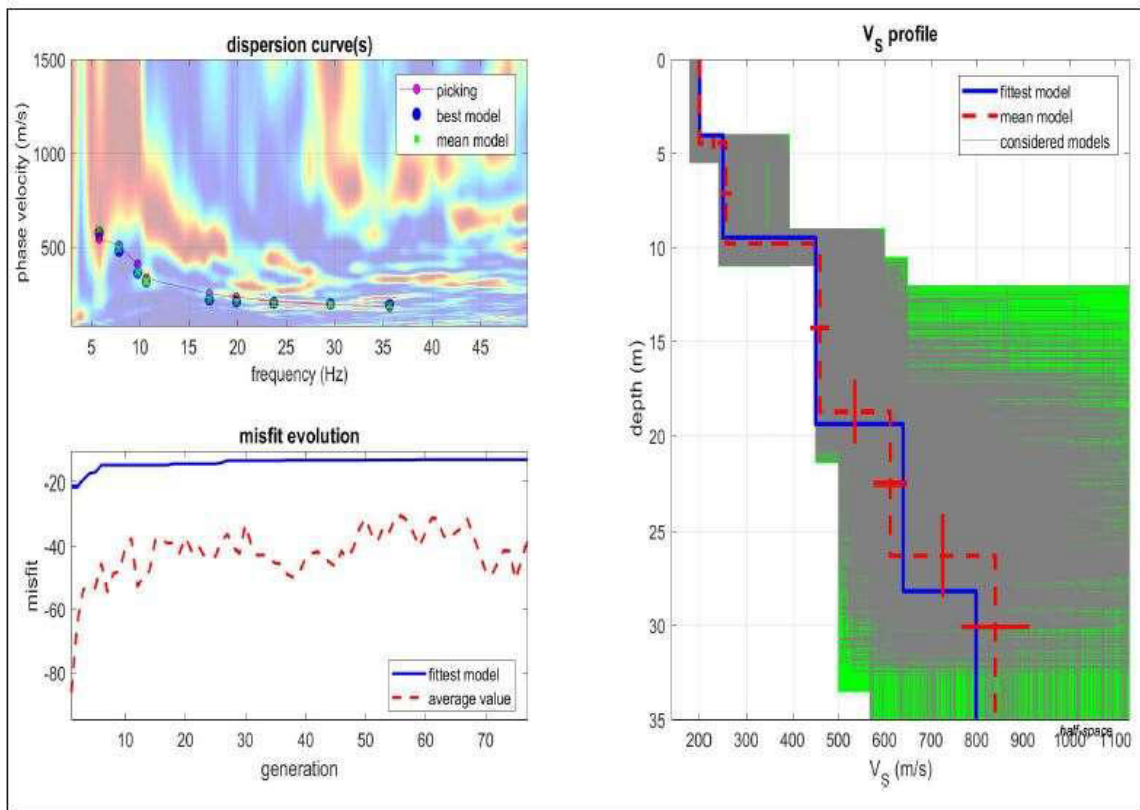 dispersion curve(s)
1500
1000
500
phase velocity (m/s)
picking
best model
mean model
5 10 15 20 25 30 35 40 45
frequency (Hz)
misfit evolution
-20
-40
-60
-80
misfit
fittest model
average value
10 20 30 40 50 60 70
generation
VS profile
0
5
10
15
20
25
30
35
depth (m)
fittest model
mean model
considered models
half-space
200 300 400 500 600 700 800 900 1000 1100
VS (m/s)